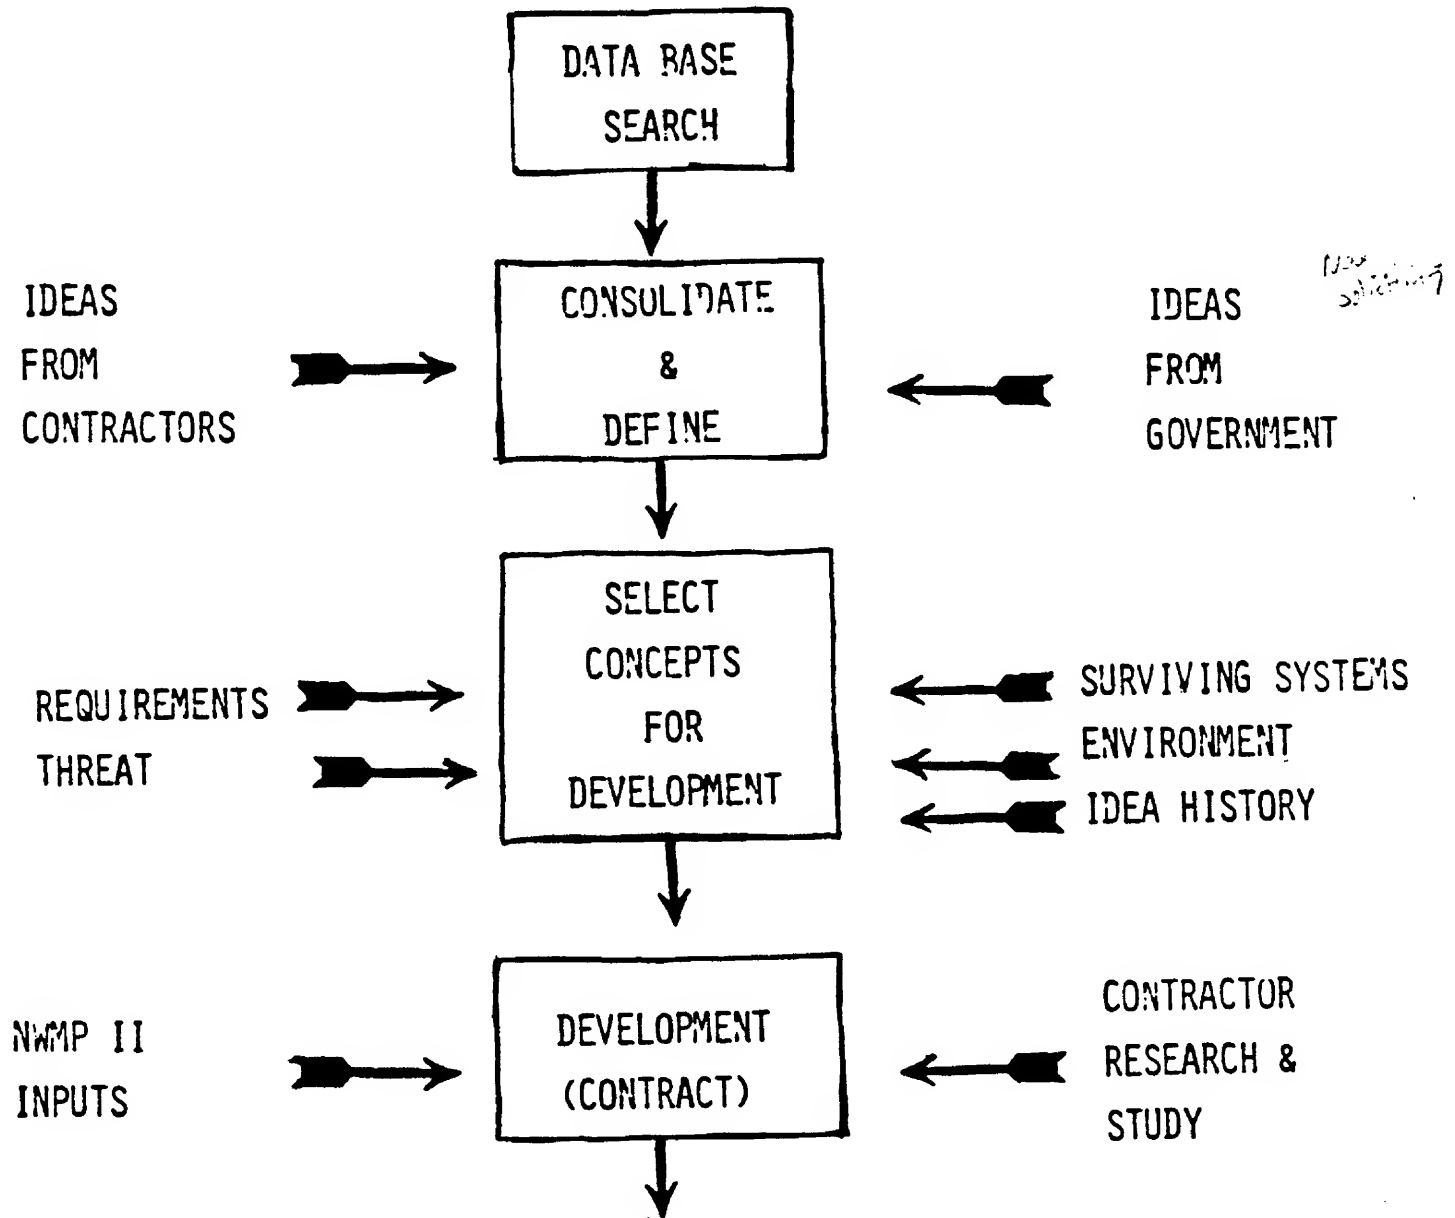 DATA BASE
SEARCH
IDEAS
FROM
CONTRACTORS
CONSOLIDATE
&
DEFINE
IDEAS
FROM
GOVERNMENT
SELECT
CONCEPTS
FOR
DEVELOPMENT
REQUIREMENTS
THREAT
SURVIVING SYSTEMS
ENVIRONMENT
IDEA HISTORY
NWMP II
INPUTS
DEVELOPMENT
(CONTRACT)
CONTRACTOR
RESEARCH &
STUDY